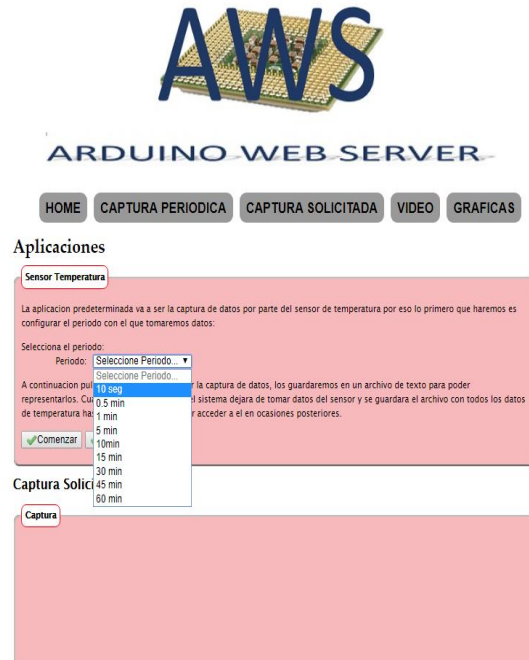 AWS
ARDUINO WEB SERVER
HOME CAPTURA PERIODICA CAPTURA SOLICITADA VIDEO GRAFICAS
Aplicaciones
Sensor Temperatura
La aplicacion predeterminada va a ser la captura de datos por parte del sensor de temperatura por eso lo primero que haremos es
configurar el periodo con el que tomaremos datos:
Selecciona el periodo:
Periodo: Seleccione Periodo...
Seleccione Periodo...
10 seg
0.5 min
1 min
5 min
10min
15 min
30 min
45 min
60 min
A continuacion la captura de datos, los guardaremos en un archivo de texto para poder
representarlos. sistema dejara de tomar datos del sensor y se guardara el archivo con todos los datos
de temperatura acceder a el en ocasiones posteriores.
Comenzar
Captura
Captura